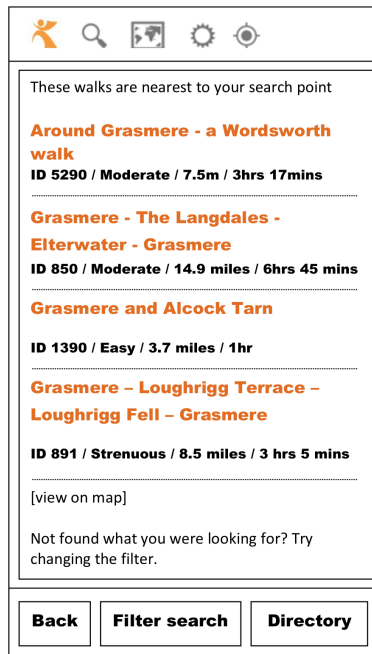 These walks are nearest to your search point
Around Grasmere - a Wordsworth
walk
ID 5290 / Moderate / 7.5m / 3hrs 17mins
Grasmere - The Langdales -
Elterwater - Grasmere
ID 850 / Moderate / 14.9 miles / 6hrs 45 mins
Grasmere and Alcock Tarn
ID 1390 / Easy / 3.7 miles / 1hr
Grasmere – Loughrigg Terrace –
Loughrigg Fell – Grasmere
ID 891 / Strenuous / 8.5 miles / 3 hrs 5 mins
[view on map]
Not found what you were looking for? Try
changing the filter.
Back Filter search Directory